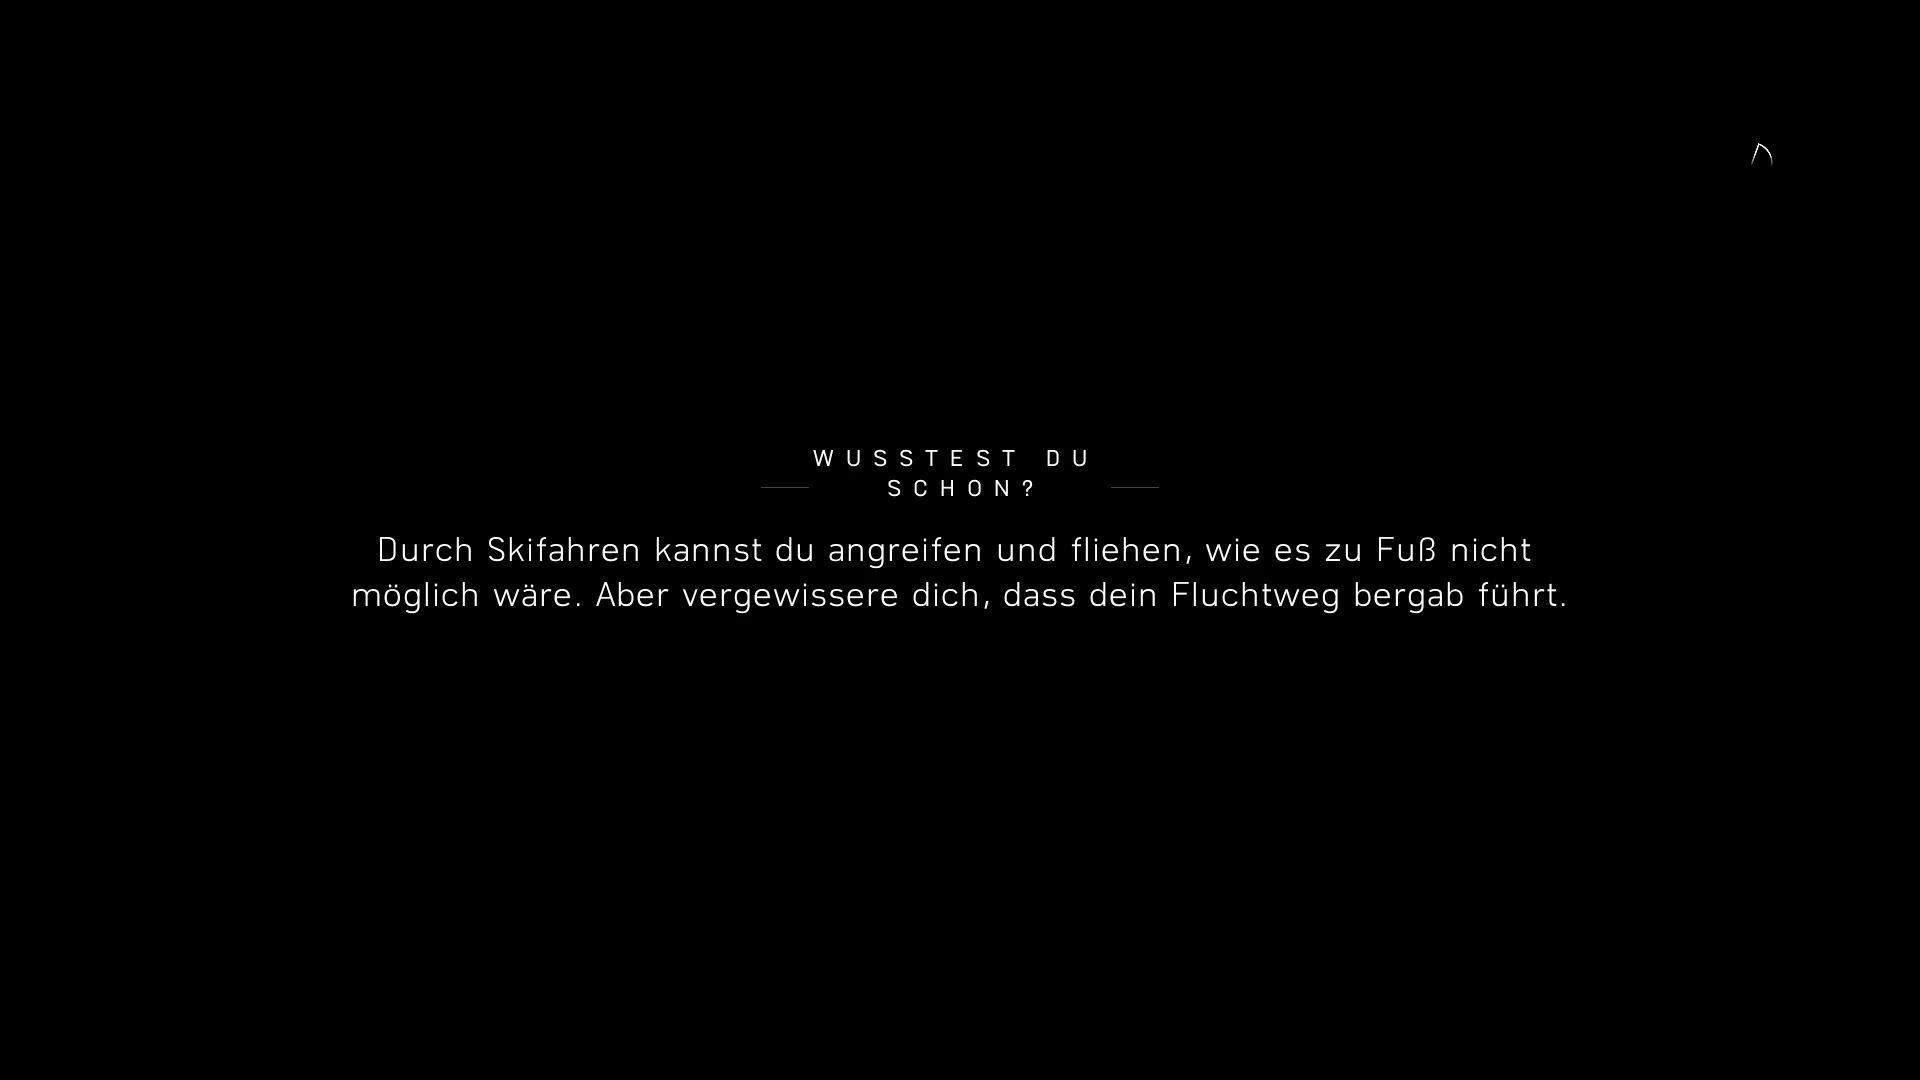 WUSSTEST DU
SCHON?
Durch Skifahren kannst du angreifen und fliehen, wie es zu Fuß nicht
möglich wäre. Aber vergewissere dich, dass dein Fluchtweg bergab führt.